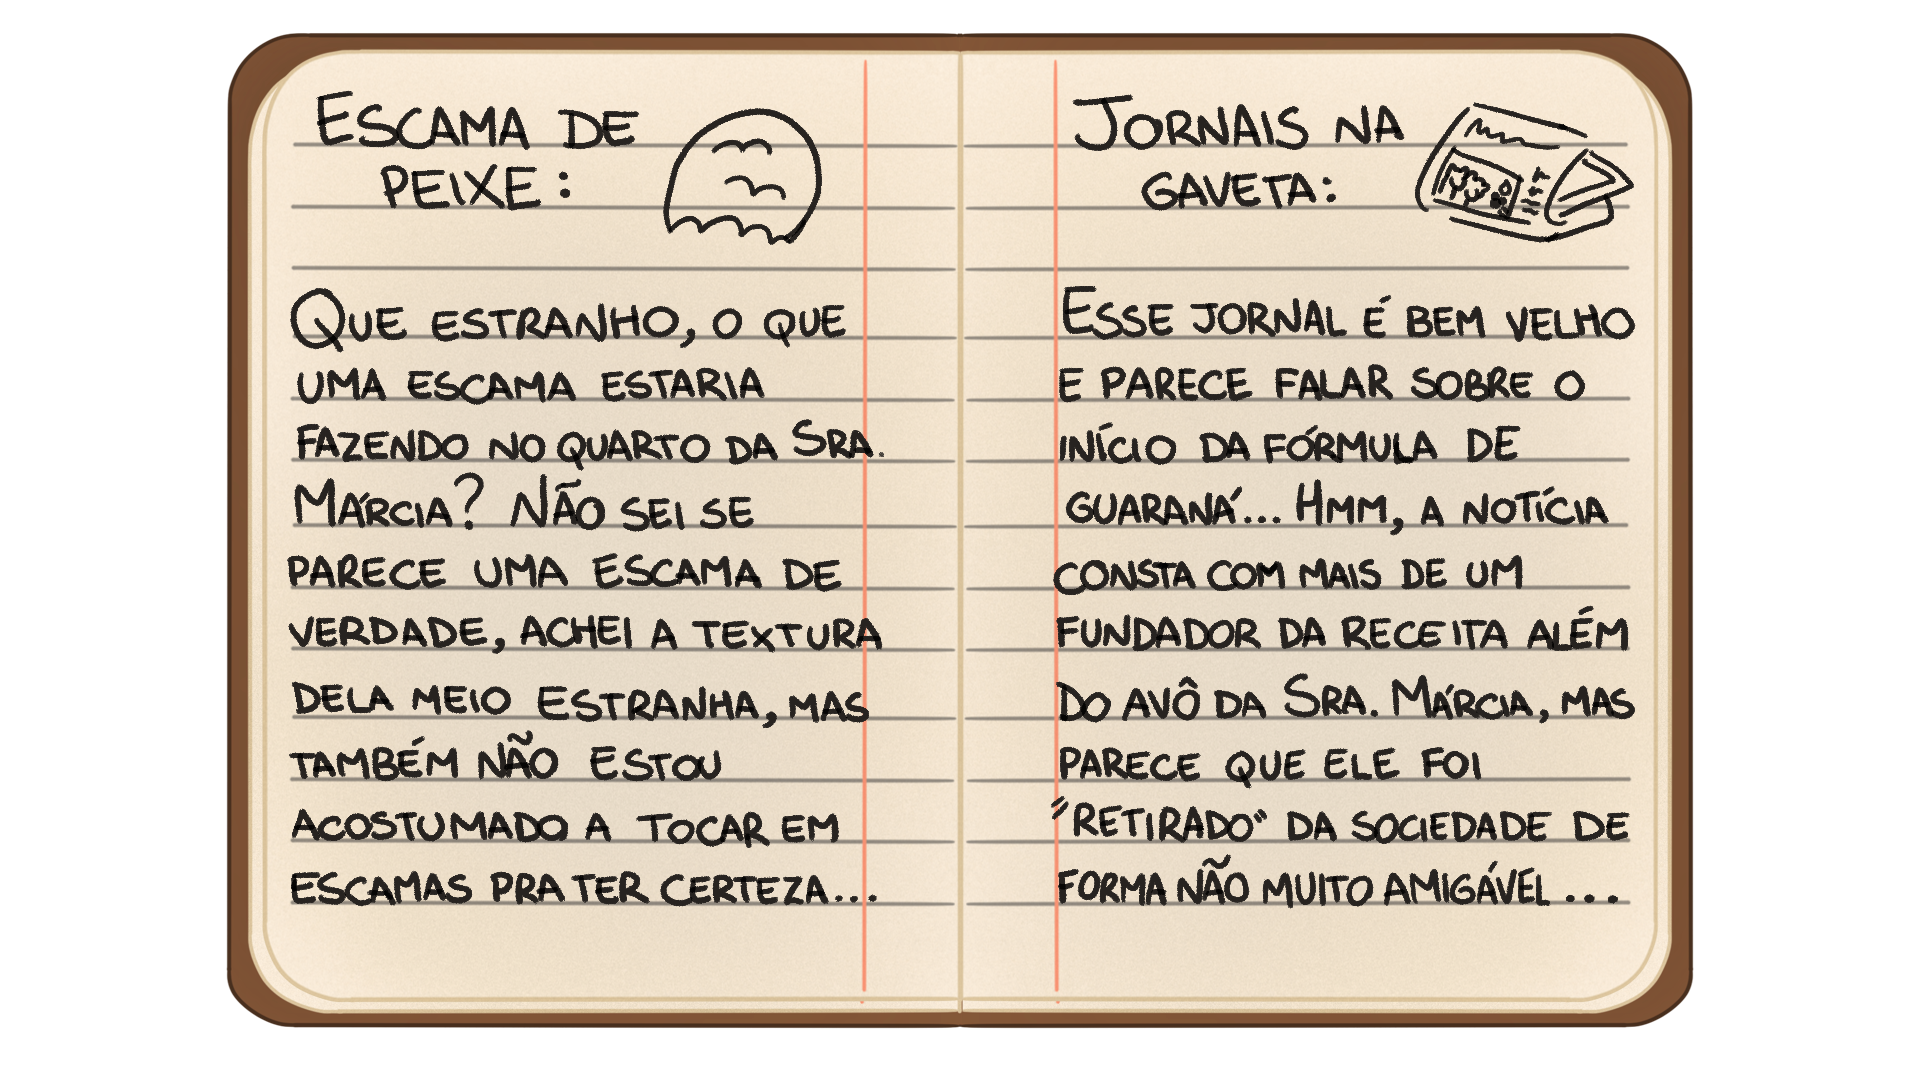 ESCAMA DE
PEIXE:
QUE ESTRANHO, O QUE
UMA ESCAMA ESTARIA
FAZENDO NO QUARTO DA SRA.
MÁRCIA? NÃO SEI SE
PARECE UMA ESCAMA DE
VERDADE, ACHEI A TEXTURA
DELA MEIO ESTRANHA, MAS
TAMBÉM NÃO ESTOU
ACOSTUMADO A TOCAR EM
ESCAMAS PRA TER CERTEZA...
JORNAIS NA
GAVETA:
ESSE JORNAL É BEM VELHO
E PARECE FALAR SOBRE O
INÍCIO DA FÓRMULA DE
GUARANÁ... HMM, A NOTÍCIA
CONSTA COM MAIS DE UM
FUNDADOR DA RECEITA ALÉM
DO AVÔ DA SRA. MÁRCIA, MAS
PARECE QUE ELE FOI
"RETIRADO" DA SOCIEDADE DE
FORMA NÃO MUITO AMIGÁVEL...